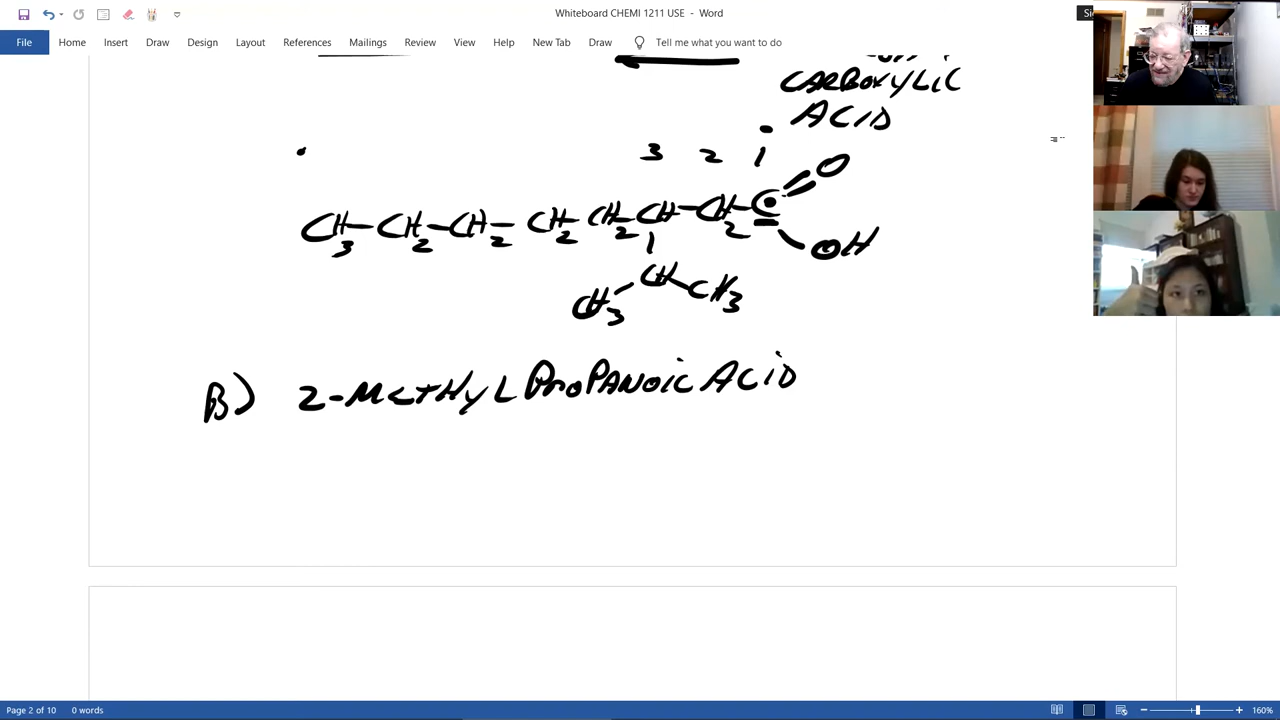 Whiteboard CHEMI 1211 USE - Word
File Home Insert Draw Design Layout References Mailings Review View Help New Tab Draw Tell me what you want to do
CARBOXYLIC
ACID
3 2 1
O
CH3-CH2-CH2-CH2-CH2-CH-CH2-C
OH
CH3-CH-CH3
B) 2-METHYLPROPANOIC ACID
Page 2 of 10 0 words 160%